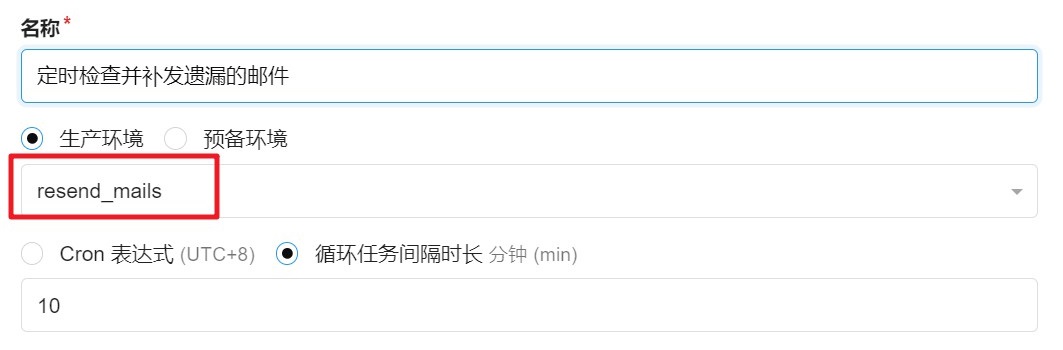 名称*
定时检查并补发遗漏的邮件
生产环境 预备环境
resend_mails
Cron 表达式 (UTC+8) 循环任务间隔时长 分钟 (min)
10